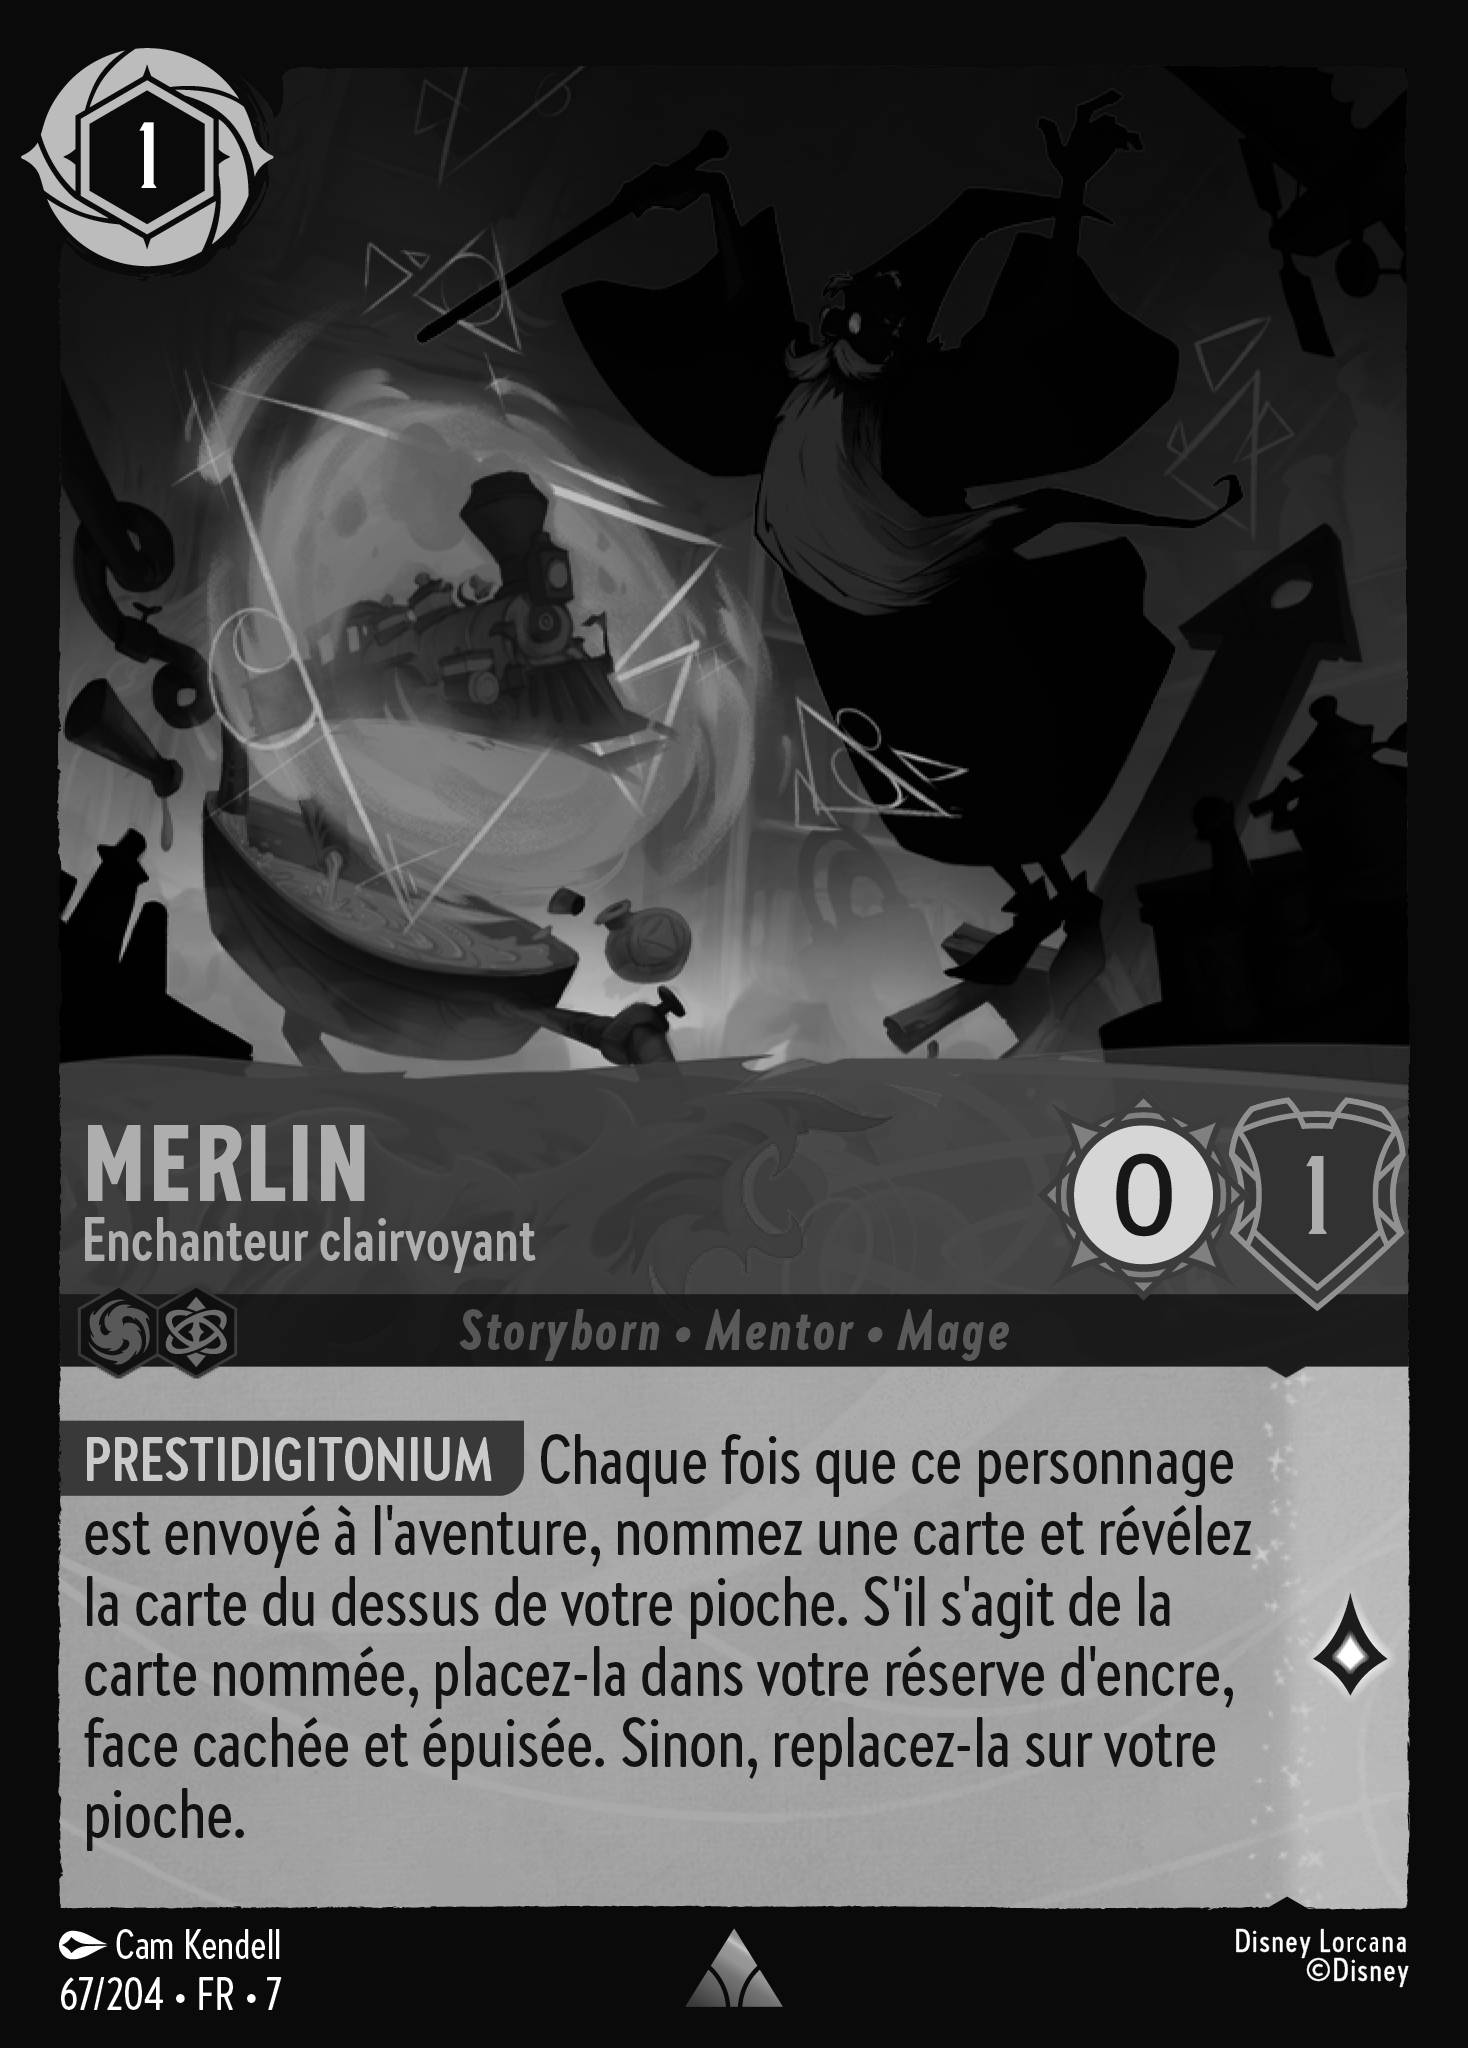 1
MERLIN
Enchanteur clairvoyant
0
1
Storyborn • Mentor • Mage
PRESTIDIGITONIUM Chaque fois que ce personnage
est envoyé à l'aventure, nommez une carte et révélez
la carte du dessus de votre pioche. S'il s'agit de la
carte nommée, placez-la dans votre réserve d'encre,
face cachée et épuisée. Sinon, replacez-la sur votre
pioche.
Cam Kendell
67/204 • FR • 7
Disney Lorcana
©Disney